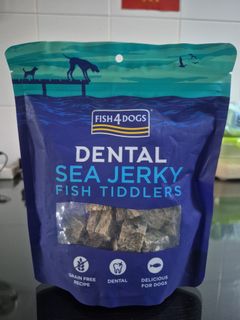 FISH4DOGS
DENTAL
SEA JERKY
FISH TIDDLERS
GRAIN FREE
RECIPE
DENTAL
DELICIOUS
FOR DOGS